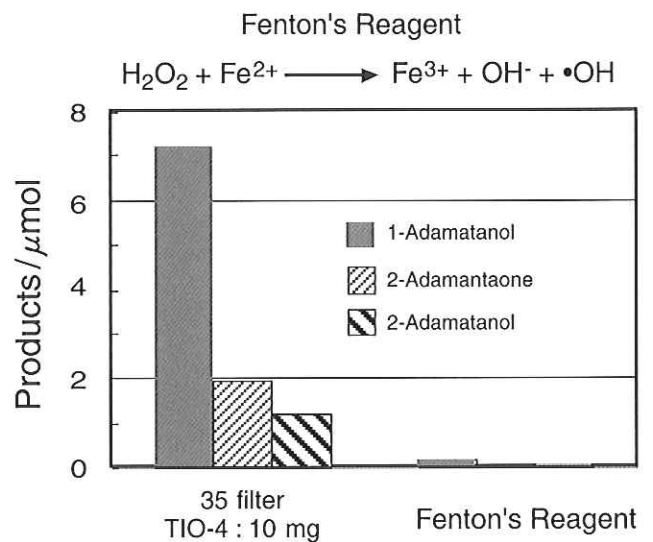 Fenton's Reagent
H₂O₂ + Fe²⁺ ⟶ Fe³⁺ + OH⁻ + •OH
Products/μmol
8
6
4
2
0
1-Adamatanol
2-Adamantaone
2-Adamatanol
35 filter
TIO-4 : 10 mg
Fenton's Reagent